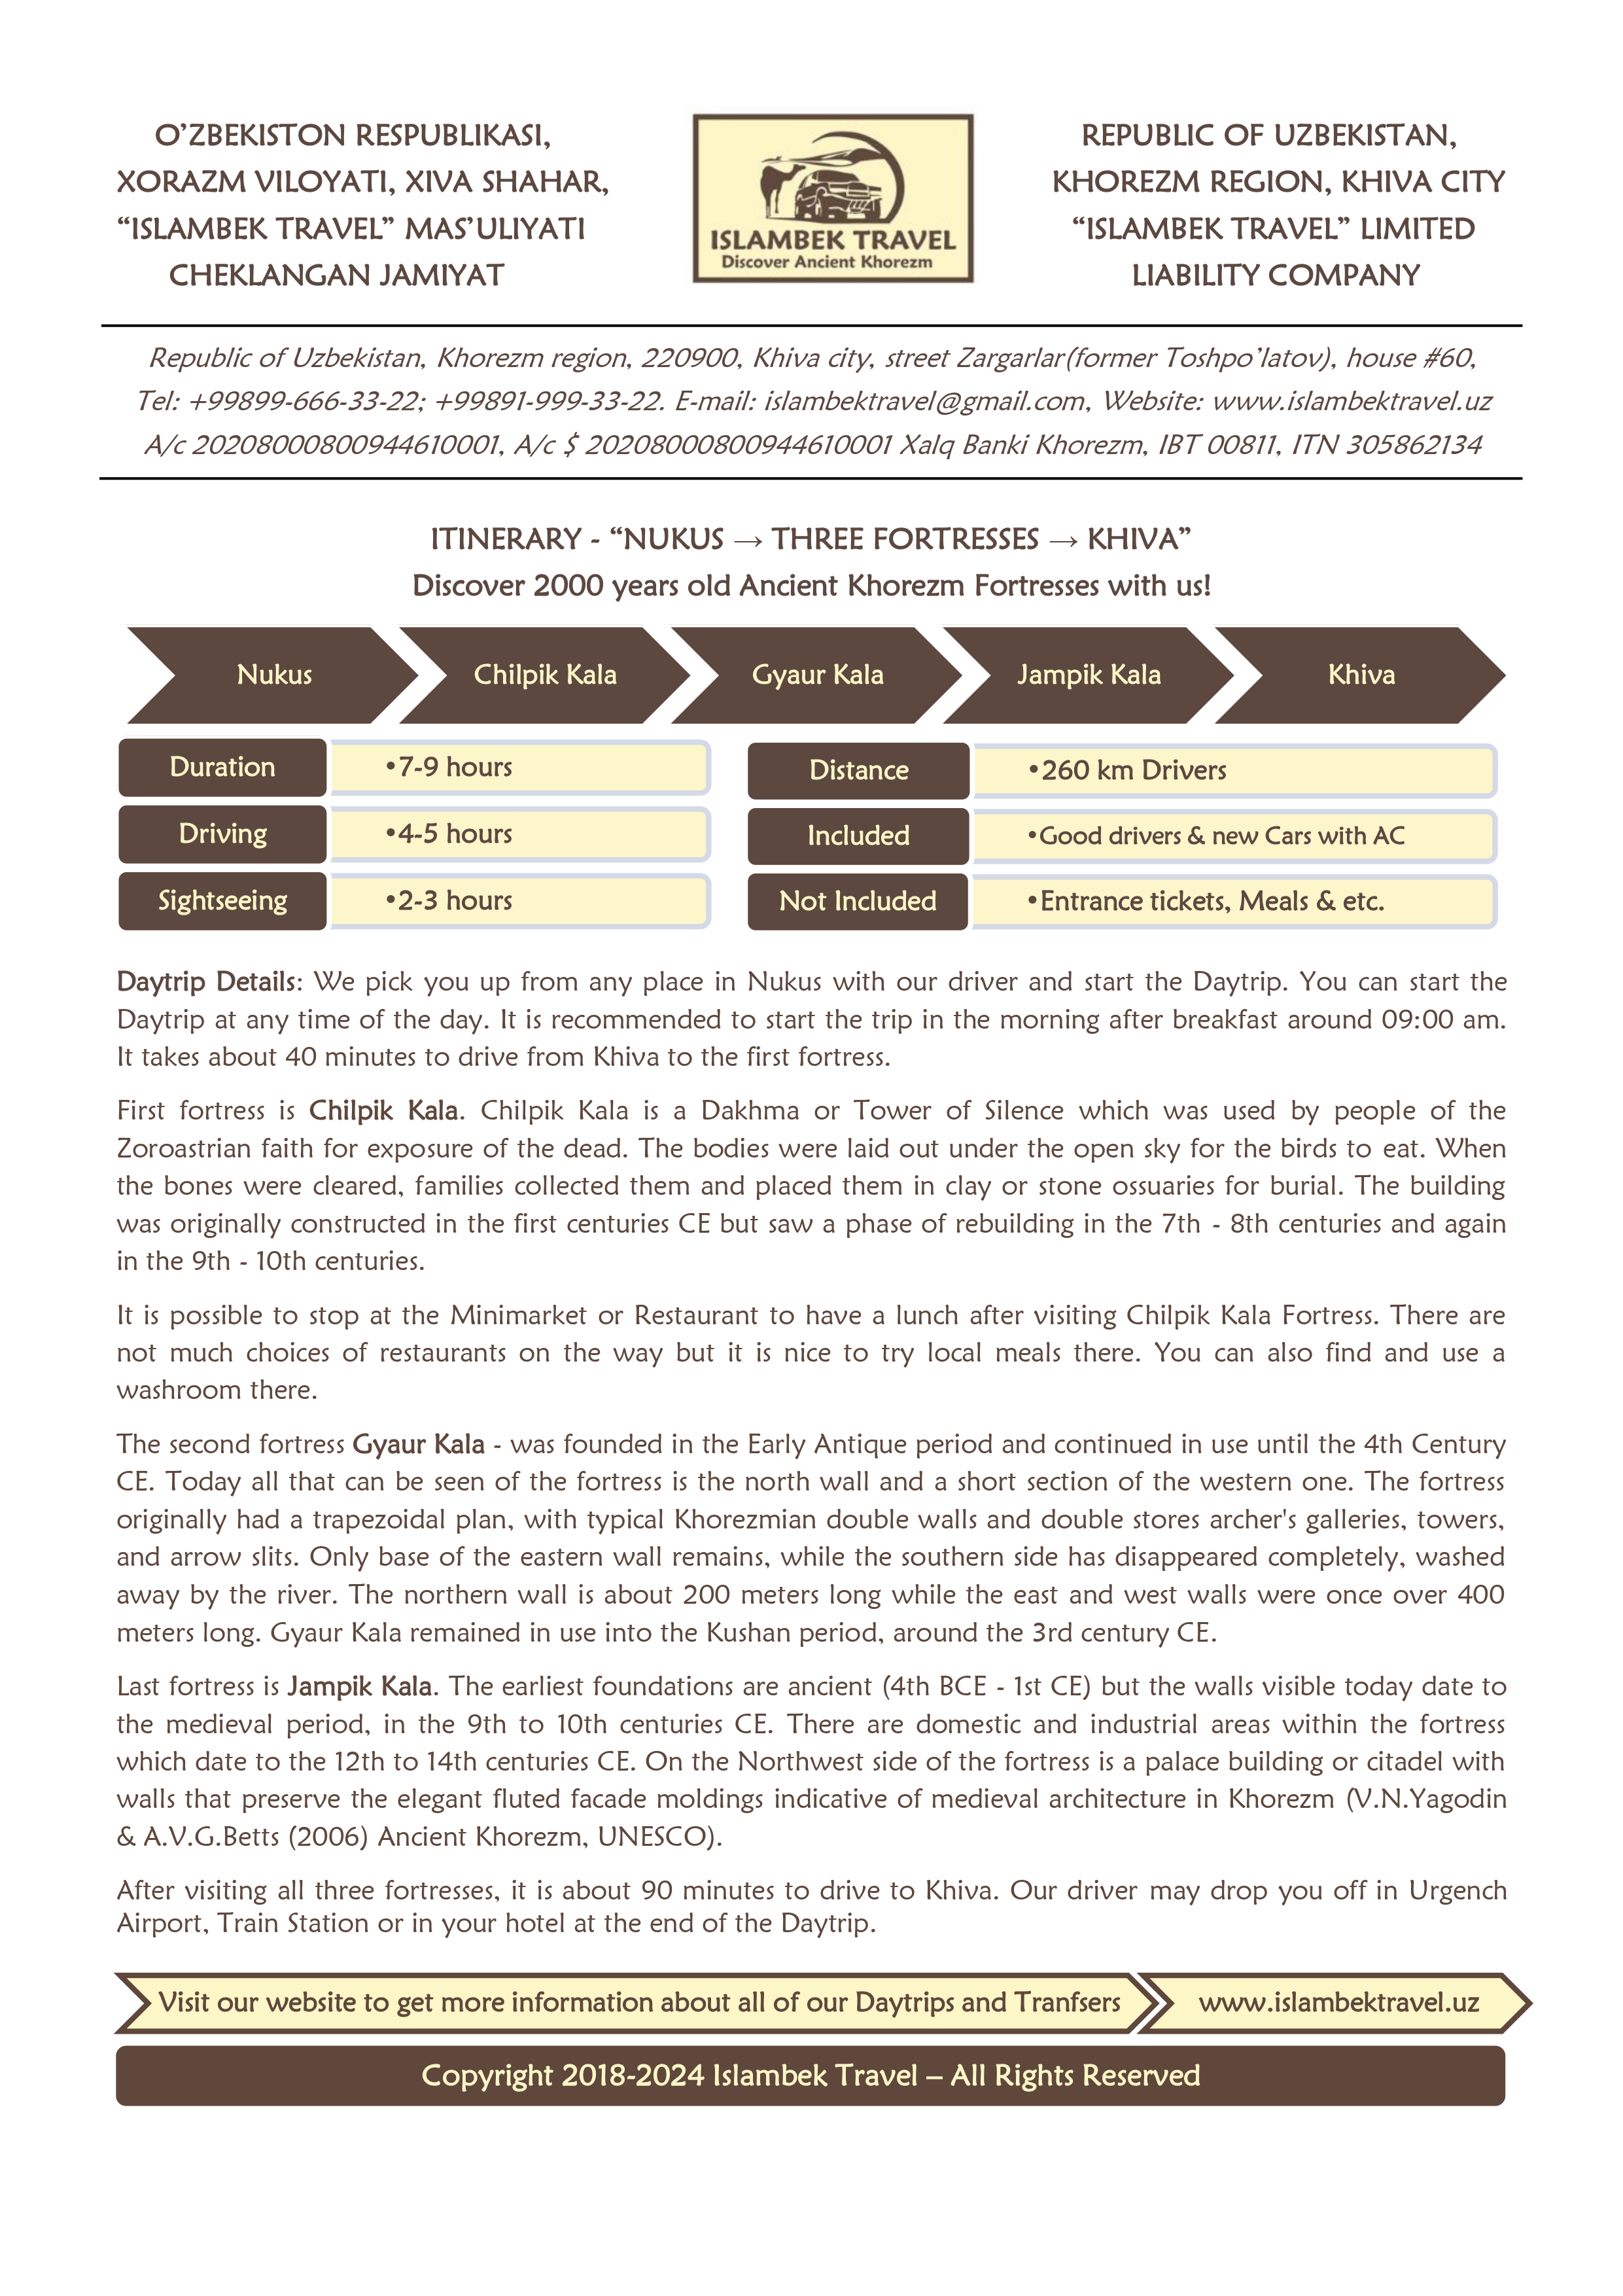 O’ZBEKISTON RESPUBLIKASI,
XORAZM VILOYATI, XIVA SHAHAR,
“ISLAMBEK TRAVEL” MAS’ULIYATI
CHEKLANGAN JAMIYAT
ISLAMBEK TRAVEL
Discover Ancient Khorezm
REPUBLIC OF UZBEKISTAN,
KHOREZM REGION, KHIVA CITY
“ISLAMBEK TRAVEL” LIMITED
LIABILITY COMPANY
Republic of Uzbekistan, Khorezm region, 220900, Khiva city, street Zargarlar(former Toshpo’latov), house #60,
Tel: +99899-666-33-22; +99891-999-33-22. E-mail: islambektravel@gmail.com, Website: www.islambektravel.uz
A/c 20208000800944610001, A/c $ 20208000800944610001 Xalq Banki Khorezm, IBT 00811, ITN 305862134
ITINERARY - “NUKUS → THREE FORTRESSES → KHIVA”
Discover 2000 years old Ancient Khorezm Fortresses with us!
Nukus
Chilpik Kala
Gyaur Kala
Jampik Kala
Khiva
Duration
•7-9 hours
Driving
•4-5 hours
Sightseeing
•2-3 hours
Distance
•260 km Drivers
Included
•Good drivers & new Cars with AC
Not Included
•Entrance tickets, Meals & etc.
Daytrip Details: We pick you up from any place in Nukus with our driver and start the Daytrip. You can start the
Daytrip at any time of the day. It is recommended to start the trip in the morning after breakfast around 09:00 am.
It takes about 40 minutes to drive from Khiva to the first fortress.
First fortress is Chilpik Kala. Chilpik Kala is a Dakhma or Tower of Silence which was used by people of the
Zoroastrian faith for exposure of the dead. The bodies were laid out under the open sky for the birds to eat. When
the bones were cleared, families collected them and placed them in clay or stone ossuaries for burial. The building
was originally constructed in the first centuries CE but saw a phase of rebuilding in the 7th - 8th centuries and again
in the 9th - 10th centuries.
It is possible to stop at the Minimarket or Restaurant to have a lunch after visiting Chilpik Kala Fortress. There are
not much choices of restaurants on the way but it is nice to try local meals there. You can also find and use a
washroom there.
The second fortress Gyaur Kala - was founded in the Early Antique period and continued in use until the 4th Century
CE. Today all that can be seen of the fortress is the north wall and a short section of the western one. The fortress
originally had a trapezoidal plan, with typical Khorezmian double walls and double stores archer's galleries, towers,
and arrow slits. Only base of the eastern wall remains, while the southern side has disappeared completely, washed
away by the river. The northern wall is about 200 meters long while the east and west walls were once over 400
meters long. Gyaur Kala remained in use into the Kushan period, around the 3rd century CE.
Last fortress is Jampik Kala. The earliest foundations are ancient (4th BCE - 1st CE) but the walls visible today date to
the medieval period, in the 9th to 10th centuries CE. There are domestic and industrial areas within the fortress
which date to the 12th to 14th centuries CE. On the Northwest side of the fortress is a palace building or citadel with
walls that preserve the elegant fluted facade moldings indicative of medieval architecture in Khorezm (V.N.Yagodin
& A.V.G.Betts (2006) Ancient Khorezm, UNESCO).
After visiting all three fortresses, it is about 90 minutes to drive to Khiva. Our driver may drop you off in Urgench
Airport, Train Station or in your hotel at the end of the Daytrip.
Visit our website to get more information about all of our Daytrips and Tranfsers
www.islambektravel.uz
Copyright 2018-2024 Islambek Travel – All Rights Reserved